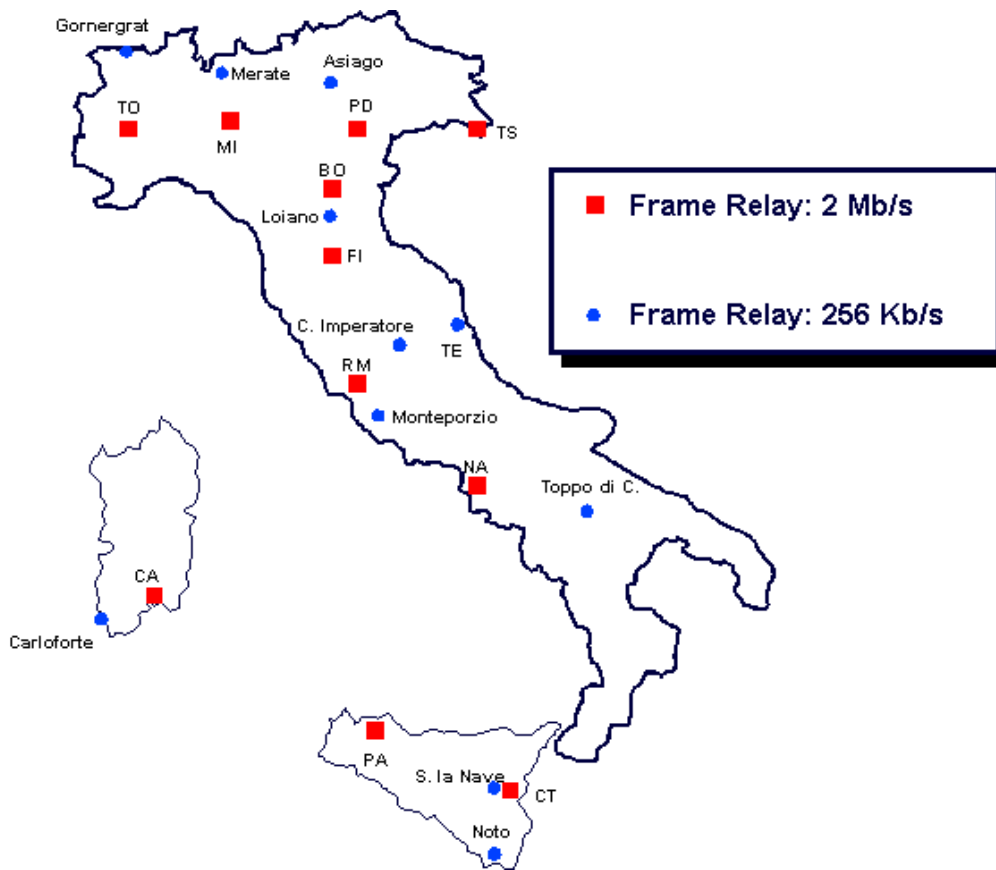 Gornergrat
Merate
Asiago
TO
MI
PD
TS
BO
Loiano
FI
Frame Relay: 2 Mb/s
Frame Relay: 256 Kb/s
C. Imperatore
TE
RM
Monteporzio
NA
Toppo di C.
CA
Carloforte
PA
S. la Nave
CT
Noto